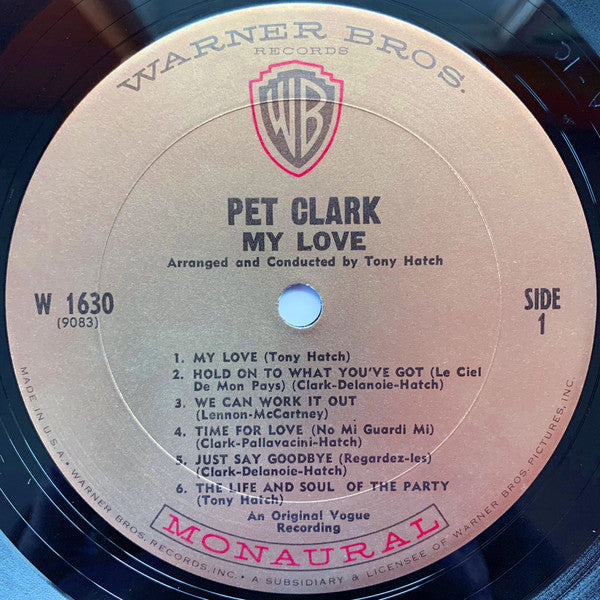 WARNER BROS.
RECORDS
WB
PET CLARK
MY LOVE
Arranged and Conducted by Tony Hatch
W 1630
(9083)
SIDE
1
1. MY LOVE (Tony Hatch)
2. HOLD ON TO WHAT YOU'VE GOT (Le Ciel
De Mon Pays) (Clark-Delanoie-Hatch)
3. WE CAN WORK IT OUT
(Lennon-McCartney)
4. TIME FOR LOVE (No Mi Guardi Mi)
(Clark-Pallavacini-Hatch)
5. JUST SAY GOODBYE (Regardez-les)
(Clark-Delanoie-Hatch)
6. THE LIFE AND SOUL OF THE PARTY
(Tony Hatch)
An Original Vogue
Recording
MONAURAL
MADE IN U.S.A. • WARNER BROS. RECORDS, INC. • A SUBSIDIARY & LICENSEE OF WARNER BROS. PICTURES, INC.